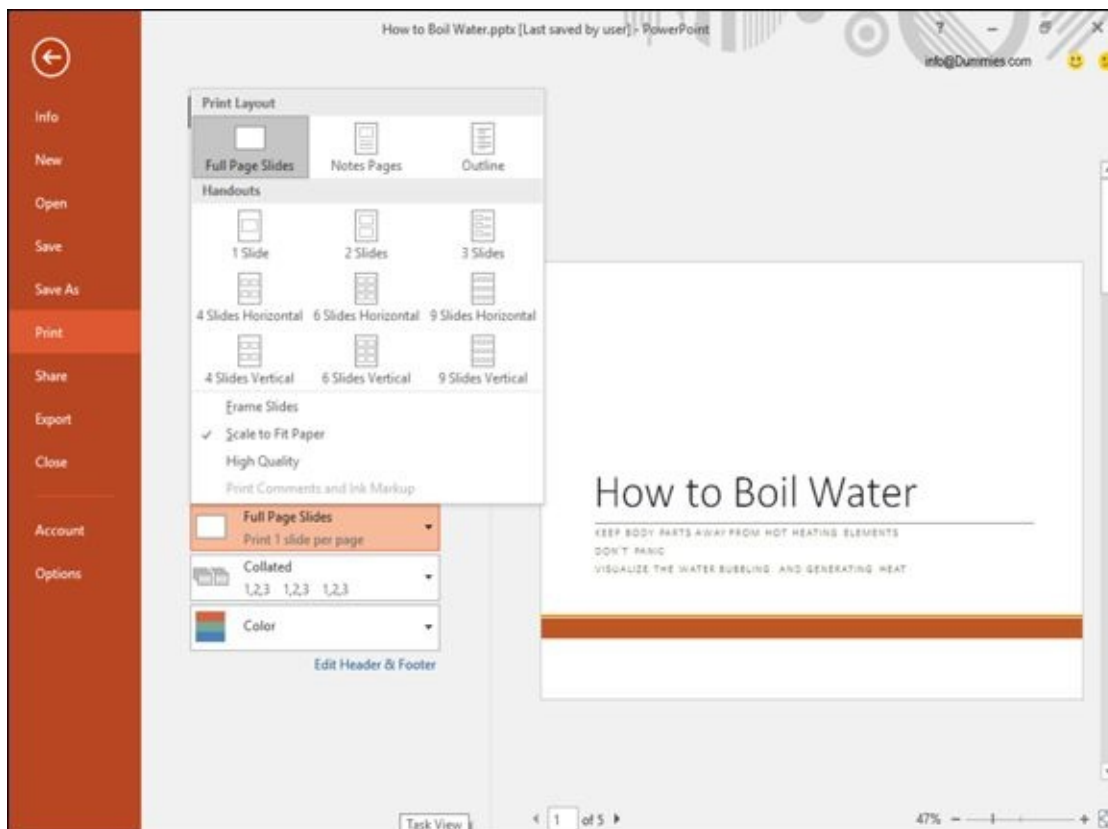 How to Boil Water.pptx [Last saved by user] - PowerPoint
?
info@Dummies com
Info
New
Open
Save
Save As
Print
Share
Export
Close
Account
Options
Print Layout
Full Page Slides Notes Pages Outline
Handouts
1 Slide 2 Slides 3 Slides
4 Slides Horizontal 6 Slides Horizontal 9 Slides Horizontal
4 Slides Vertical 6 Slides Vertical 9 Slides Vertical
Frame Slides
Scale to Fit Paper
High Quality
Print Comments and Ink Markup
Full Page Slides
Print 1 slide per page
Collated
1,2,3 1,2,3 1,2,3
Color
Edit Header & Footer
How to Boil Water
KEEP BODY PARTS AWAY FROM HOT HEATING ELEMENTS
DON'T PANIC
VISUALIZE THE WATER BUBBLING AND GENERATING HEAT
Task View
1 of 5
47%